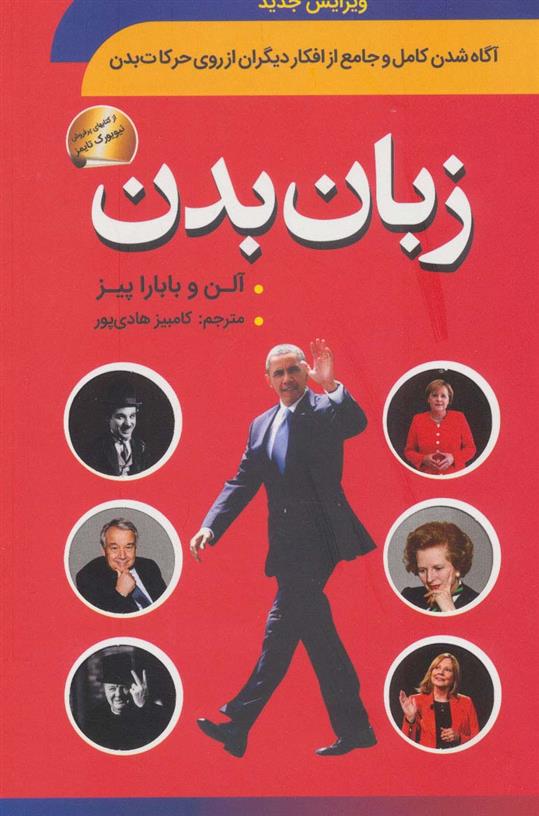 ویرایش جدید
آگاه شدن کامل و جامع از افکار دیگران از روی حرکات بدن
از کتابهای پرفروش
نیویورک تایمز
زبان بدن
آلن و بابارا پیز
مترجم: کامبیز هادی‌پور